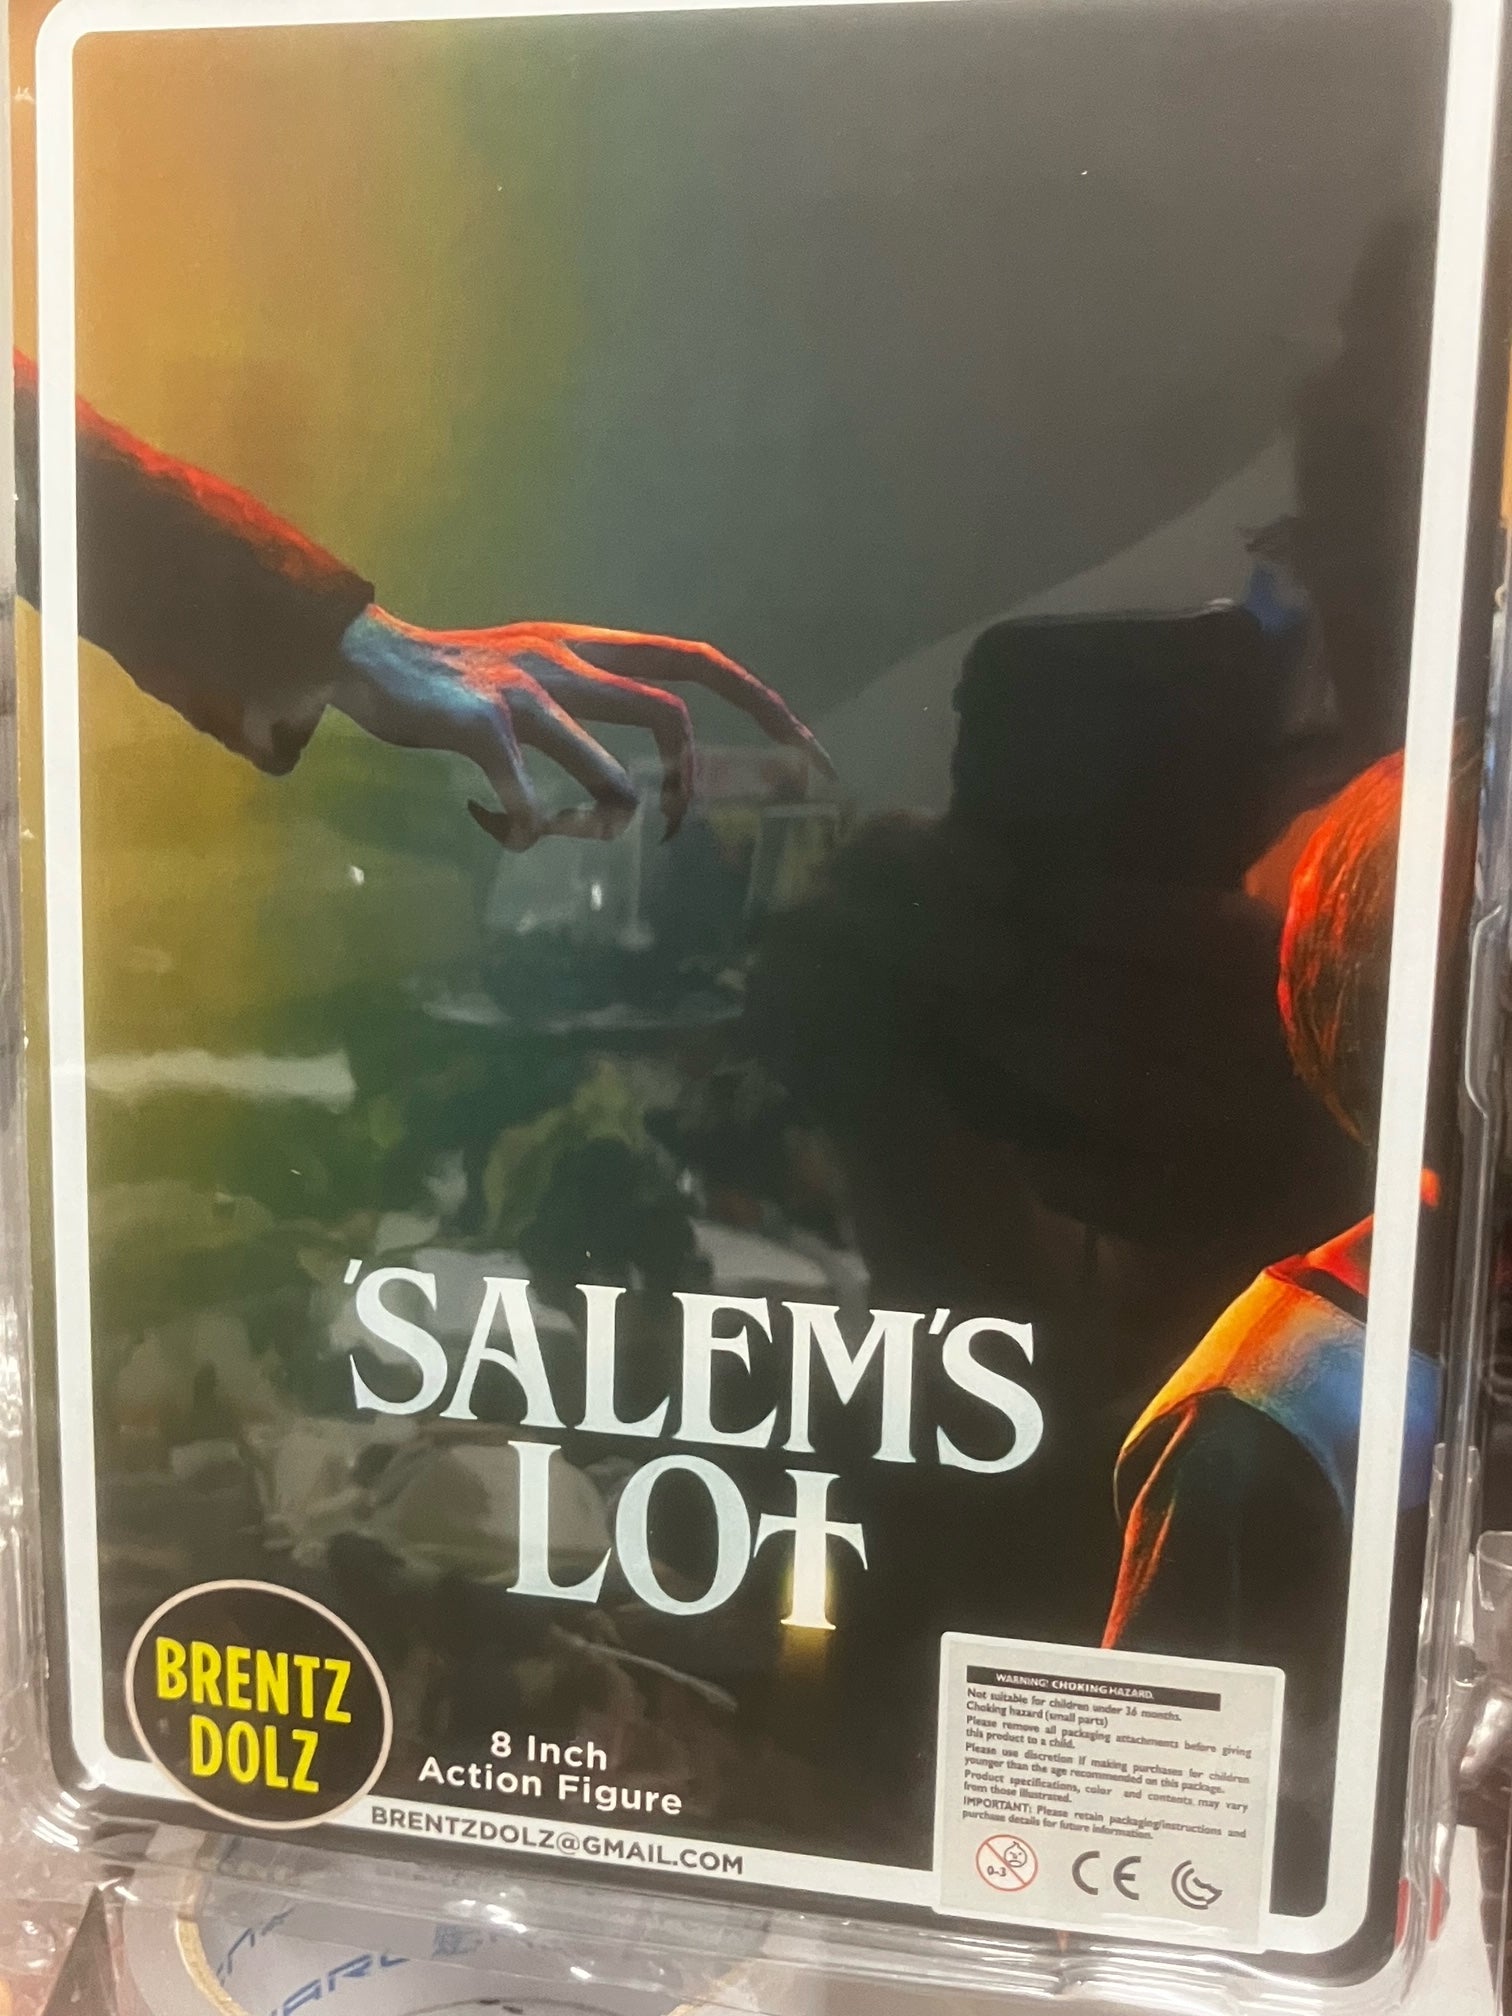 'SALEM'S
LOT
BRENTZ
DOLZ
8 Inch
Action Figure
BRENTZDOLZ@GMAIL.COM
WARNING! CHOKING HAZARD.
Not suitable for children under 36 months.
Choking hazard (small parts)
Please remove all packaging attachments before giving
this product to a child.
Please use discretion if making purchases for children
younger than the age recommended on this package.
Product specifications, color and contents may vary
from those illustrated.
IMPORTANT: Please retain packaging/instructions and
purchase details for future information.
0-3
CE